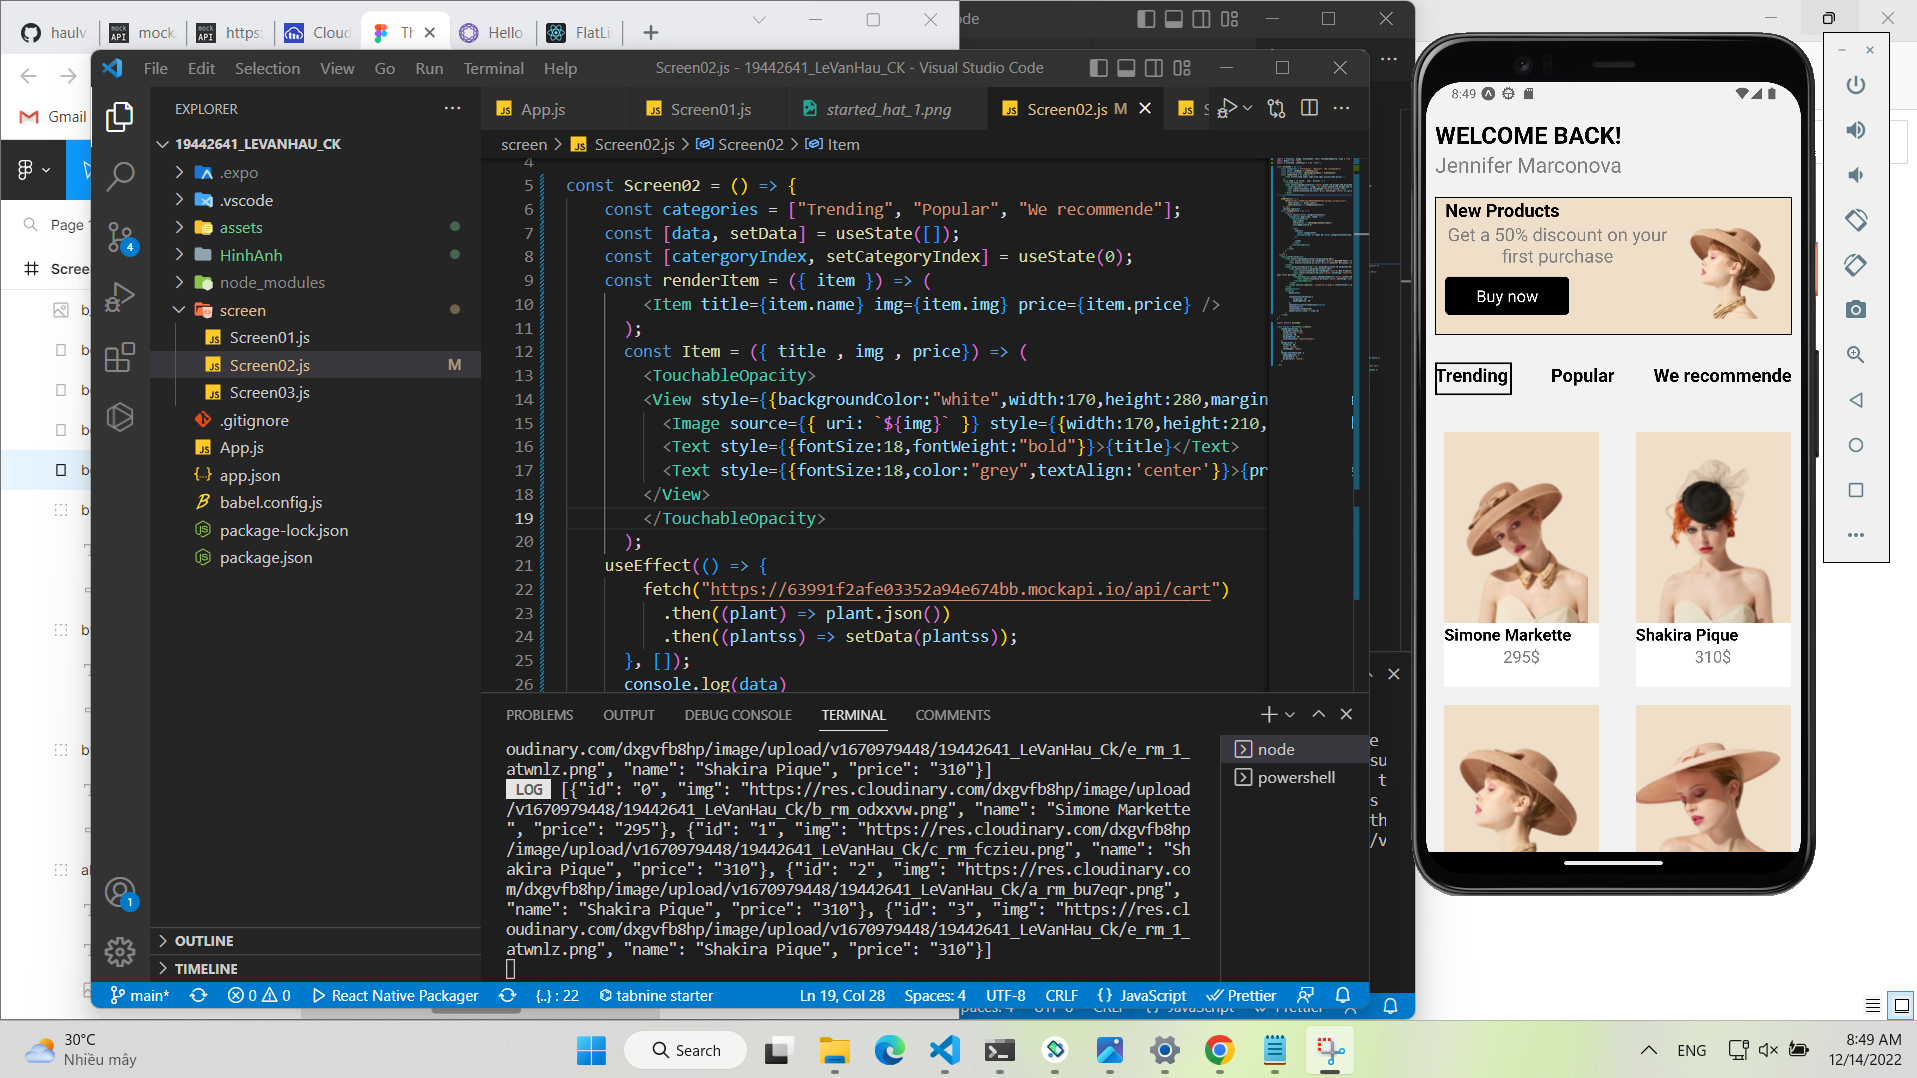 haulv
mock
https:
Cloud
Th
Hello
FlatLi
ode
Gmail
Page 1
Scree
File Edit Selection View Go Run Terminal Help
Screen02.js - 19442641_LeVanHau_CK - Visual Studio Code
EXPLORER
19442641_LEVANHAU_CK
.expo
.vscode
assets
HinhAnh
node_modules
screen
Screen01.js
Screen02.js M
Screen03.js
.gitignore
App.js
app.json
babel.config.js
package-lock.json
package.json
OUTLINE
TIMELINE
4
1
App.js
Screen01.js
started_hat_1.png
Screen02.js M
screen > Screen02.js > Screen02 > Item
4
5 const Screen02 = () => {
6 const categories = ["Trending", "Popular", "We recommende"];
7 const [data, setData] = useState([]);
8 const [catergoryIndex, setCategoryIndex] = useState(0);
9 const renderItem = ({ item }) => (
10 <Item title={item.name} img={item.img} price={item.price} />
11 );
12 const Item = ({ title , img , price}) => (
13 <TouchableOpacity>
14 <View style={{backgroundColor:"white",width:170,height:280,margin
15 <Image source={{ uri: `${img}` }} style={{width:170,height:210,
16 <Text style={{fontSize:18,fontWeight:"bold"}}>{title}</Text>
17 <Text style={{fontSize:18,color:"grey",textAlign:'center'}}>{pr
18 </View>
19 </TouchableOpacity>
20 );
21 useEffect(() => {
22 fetch("https://63991f2afe03352a94e674bb.mockapi.io/api/cart")
23 .then((plant) => plant.json())
24 .then((plantss) => setData(plantss));
25 }, []);
26 console.log(data)
PROBLEMS OUTPUT DEBUG CONSOLE TERMINAL COMMENTS
oudinary.com/dxgvfb8hp/image/upload/v1670979448/19442641_LeVanHau_Ck/e_rm_1_
atwnlz.png", "name": "Shakira Pique", "price": "310"}]
LOG [{"id": "0", "img": "https://res.cloudinary.com/dxgvfb8hp/image/upload
/v1670979448/19442641_LeVanHau_Ck/b_rm_odxxvw.png", "name": "Simone Markette
", "price": "295"}, {"id": "1", "img": "https://res.cloudinary.com/dxgvfb8hp
/image/upload/v1670979448/19442641_LeVanHau_Ck/c_rm_fczieu.png", "name": "Sh
akira Pique", "price": "310"}, {"id": "2", "img": "https://res.cloudinary.co
m/dxgvfb8hp/image/upload/v1670979448/19442641_LeVanHau_Ck/a_rm_bu7eqr.png",
"name": "Shakira Pique", "price": "310"}, {"id": "3", "img": "https://res.cl
oudinary.com/dxgvfb8hp/image/upload/v1670979448/19442641_LeVanHau_Ck/e_rm_1_
atwnlz.png", "name": "Shakira Pique", "price": "310"}]
node
powershell
main* 0 0 React Native Packager {..} : 22 tabnine starter Ln 19, Col 28 Spaces: 4 UTF-8 CRLF {} JavaScript Prettier
8:49
WELCOME BACK!
Jennifer Marconova
New Products
Get a 50% discount on your
first purchase
Buy now
Trending Popular We recommende
Simone Markette
295$
Shakira Pique
310$
30°C
Nhiều mây
Search
ENG
8:49 AM
12/14/2022